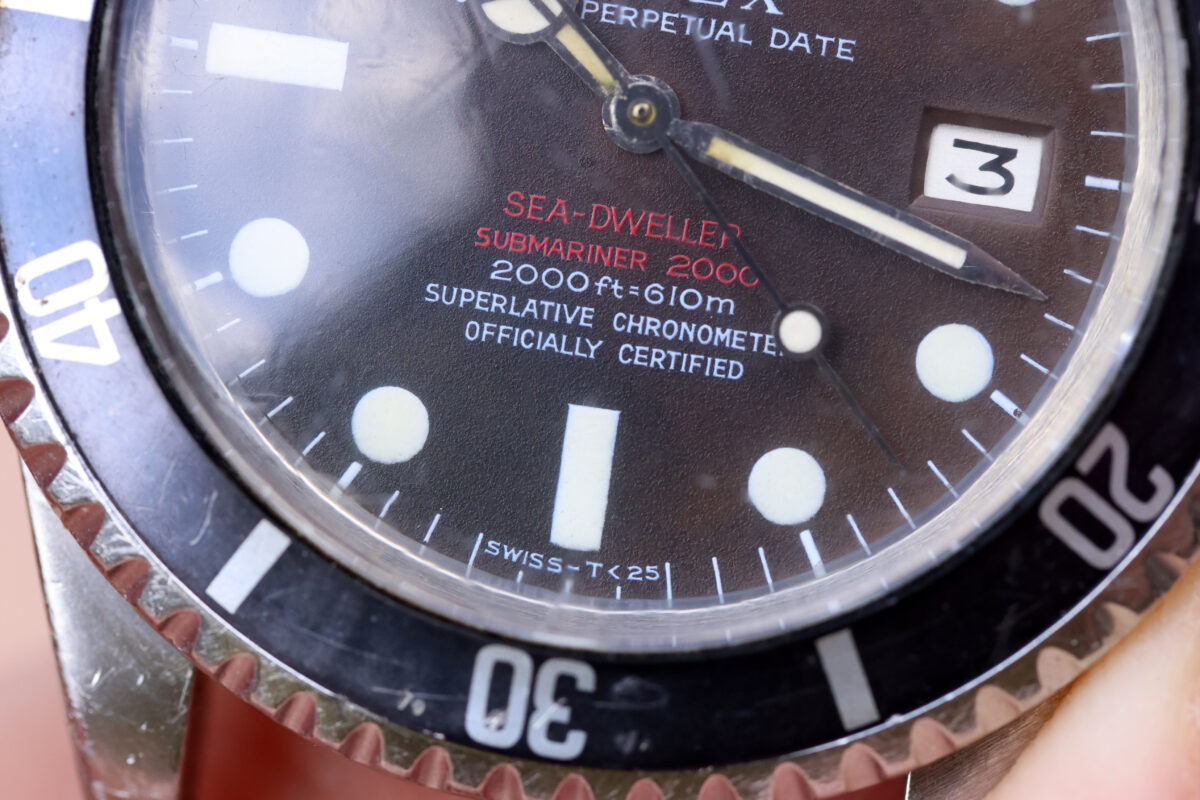 PERPETUAL DATE
3
SEA-DWELLER
SUBMARINER 2000
2000ft=610m
SUPERLATIVE CHRONOMETER
OFFICIALLY CERTIFIED
SWISS-T<25
40
30
20